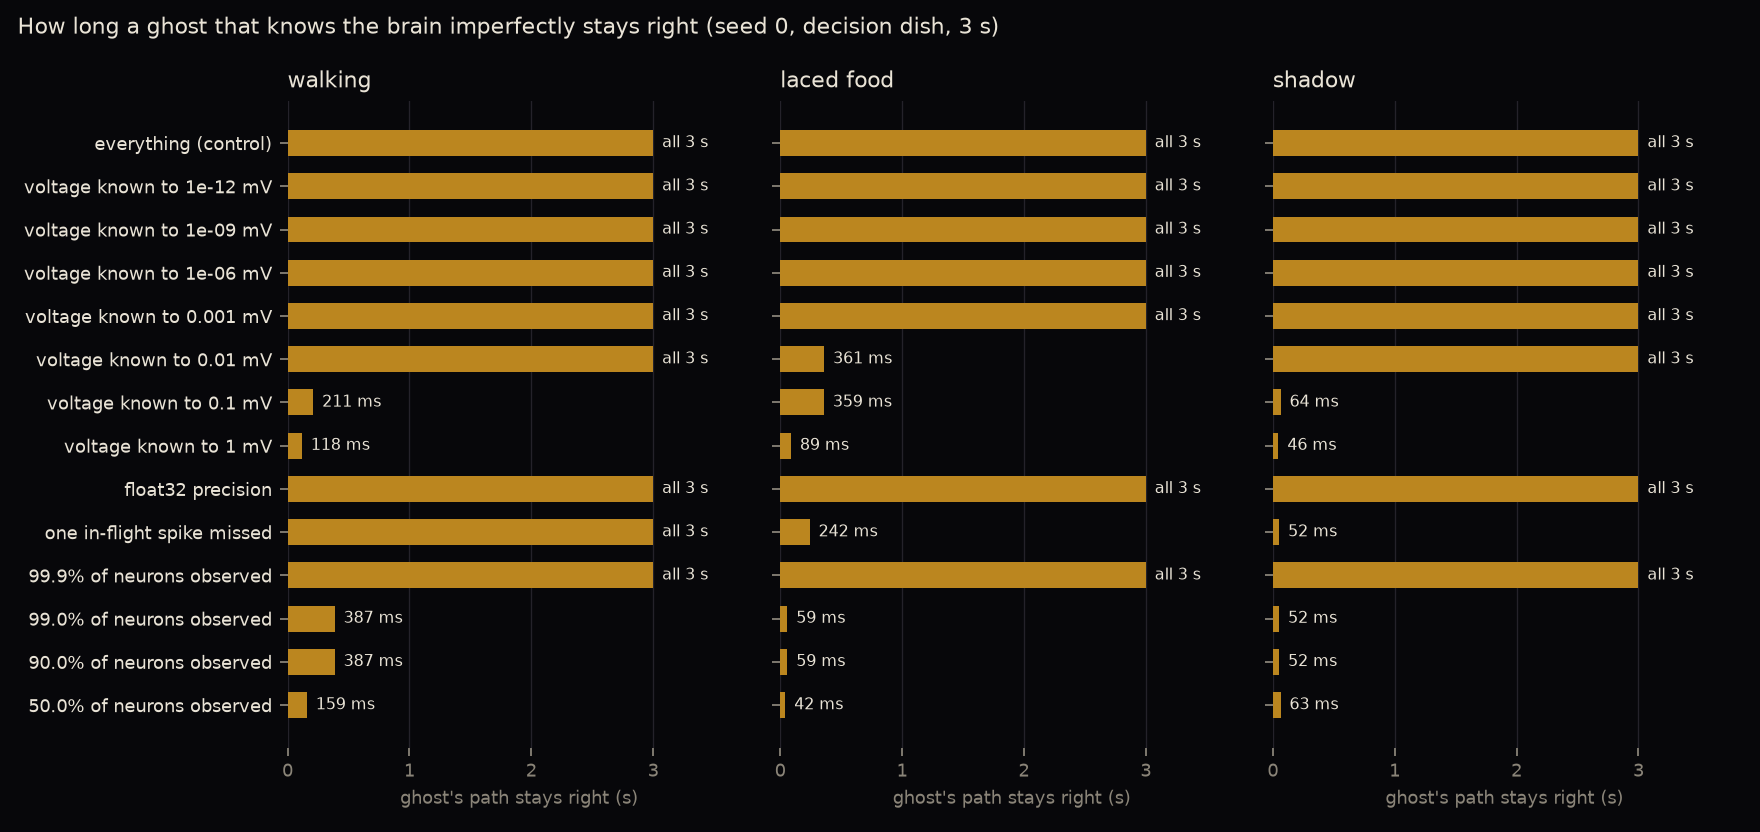 How long a ghost that knows the brain imperfectly stays right (seed 0, decision dish, 3 s)
walking
laced food
shadow
everything (control) all 3 s all 3 s all 3 s
voltage known to 1e-12 mV all 3 s all 3 s all 3 s
voltage known to 1e-09 mV all 3 s all 3 s all 3 s
voltage known to 1e-06 mV all 3 s all 3 s all 3 s
voltage known to 0.001 mV all 3 s all 3 s all 3 s
voltage known to 0.01 mV all 3 s 361 ms all 3 s
voltage known to 0.1 mV 211 ms 359 ms 64 ms
voltage known to 1 mV 118 ms 89 ms 46 ms
float32 precision all 3 s all 3 s all 3 s
one in-flight spike missed all 3 s 242 ms 52 ms
99.9% of neurons observed all 3 s all 3 s all 3 s
99.0% of neurons observed 387 ms 59 ms 52 ms
90.0% of neurons observed 387 ms 59 ms 52 ms
50.0% of neurons observed 159 ms 42 ms 63 ms
0 1 2 3 0 1 2 3 0 1 2 3
ghost's path stays right (s) ghost's path stays right (s) ghost's path stays right (s)